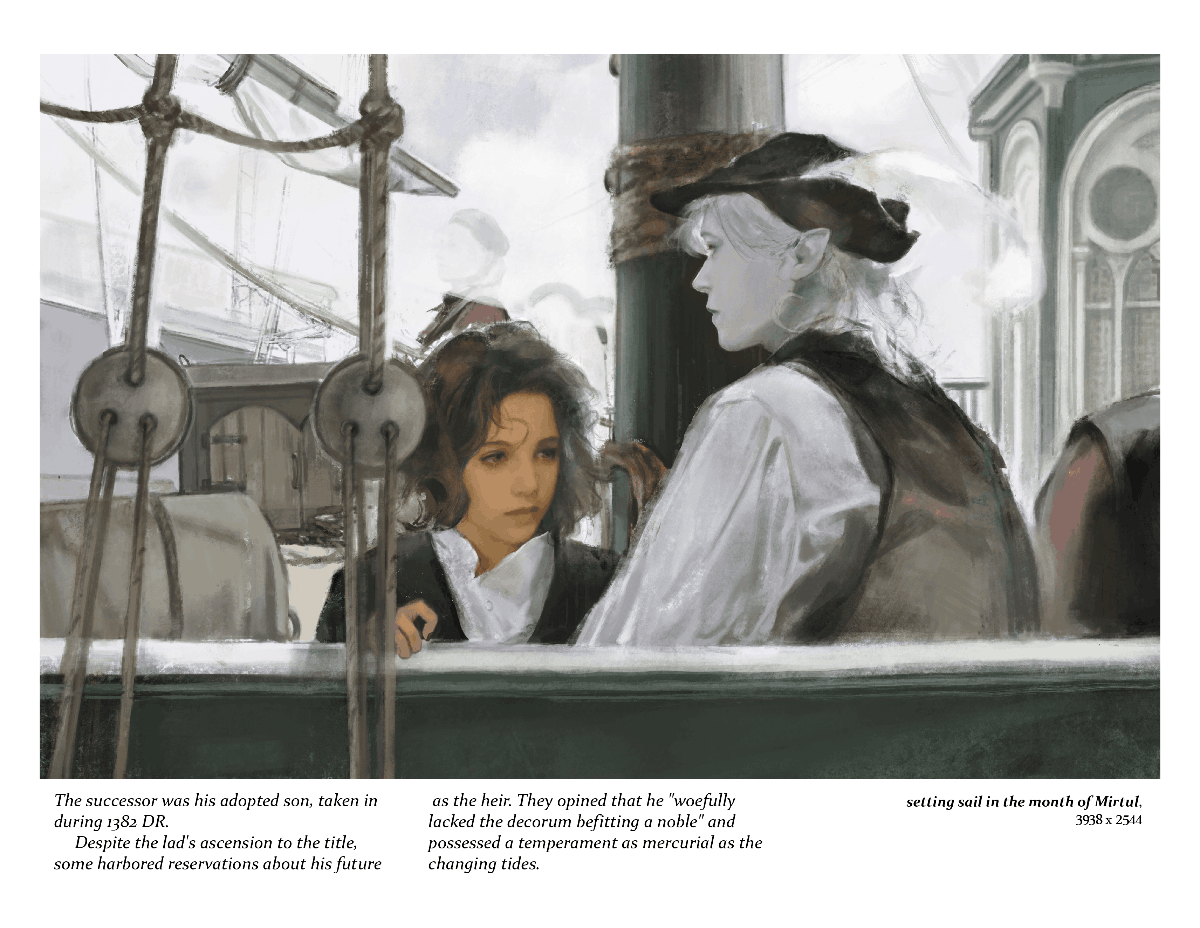 The successor was his adopted son, taken in
during 1382 DR.
Despite the lad's ascension to the title,
some harbored reservations about his future
as the heir. They opined that he "woefully
lacked the decorum befitting a noble" and
possessed a temperament as mercurial as the
changing tides.
setting sail in the month of Mirtul,
3938 x 2544